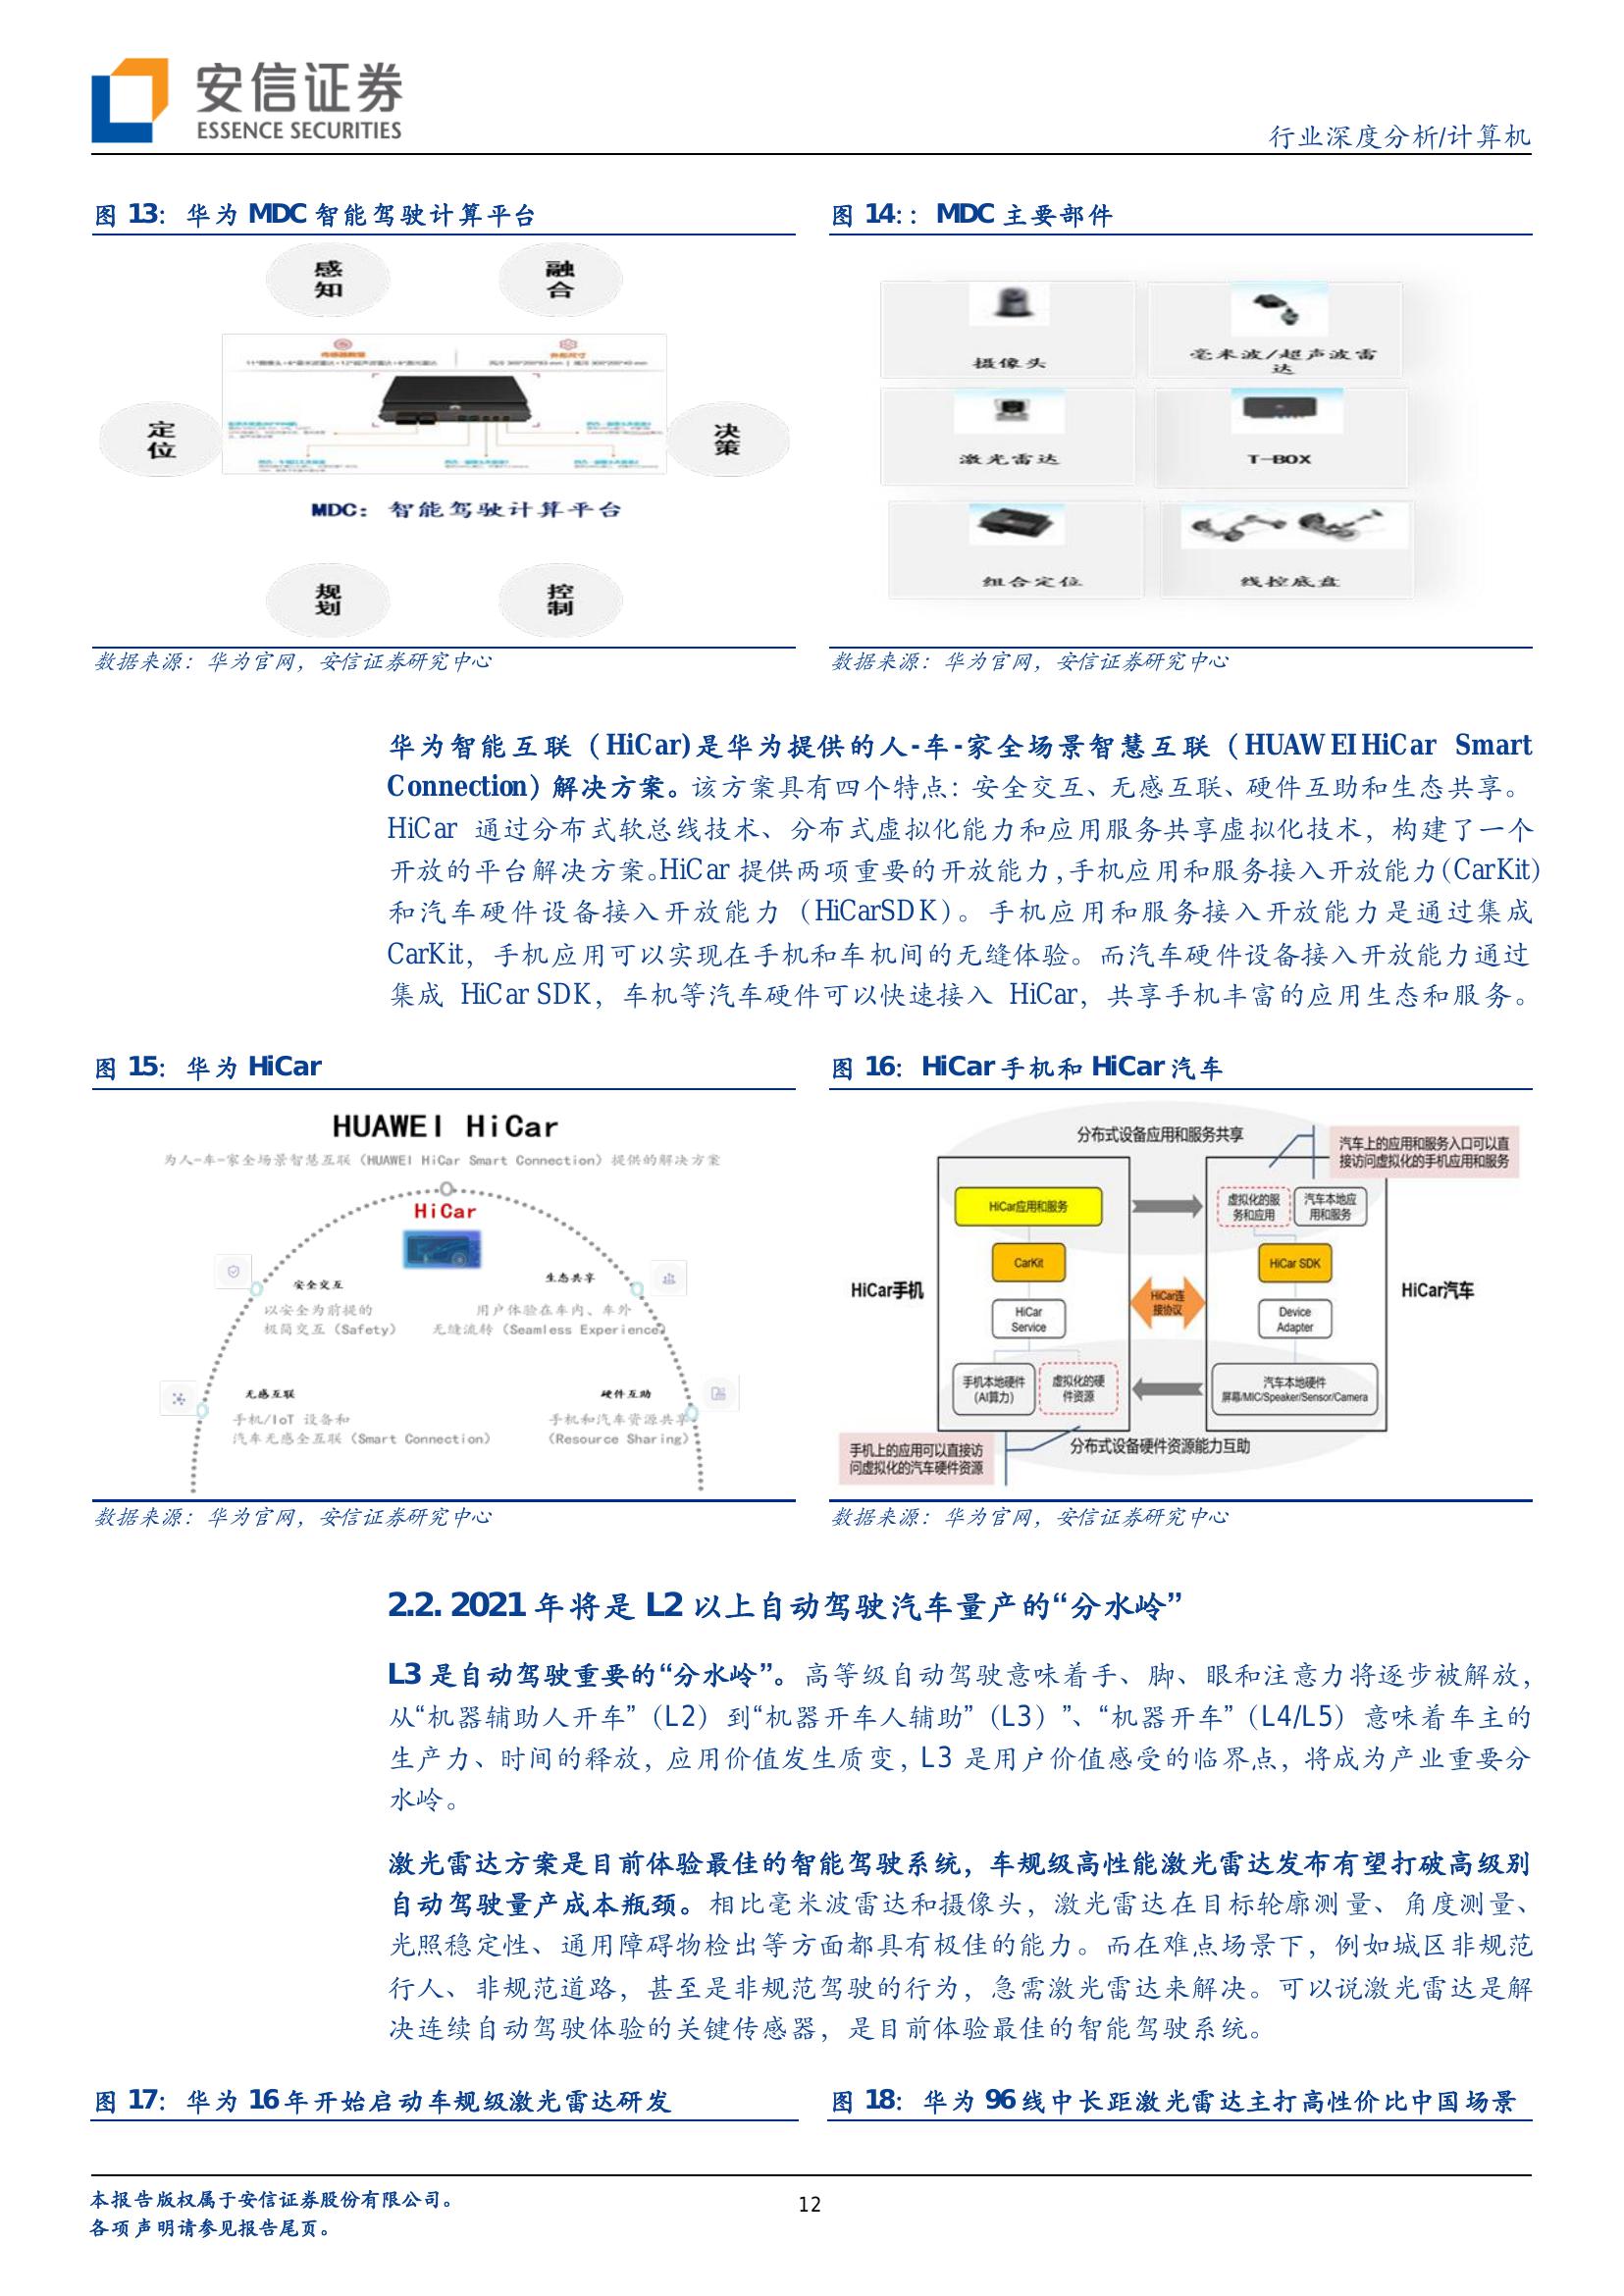 安信证券
ESSENCE SECURITIES
行业深度分析/计算机
图 13：华为 MDC 智能驾驶计算平台
感知
融合
传感器数量
外形尺寸
定位
决策
MDC：智能驾驶计算平台
规划
控制
数据来源：华为官网，安信证券研究中心
图 14:：MDC 主要部件
摄像头
毫米波/超声波雷
达
激光雷达
T-BOX
组合定位
线控底盘
数据来源：华为官网，安信证券研究中心
华为智能互联（HiCar)是华为提供的人-车-家全场景智慧互联（HUAWEI HiCar Smart
Connection）解决方案。该方案具有四个特点：安全交互、无感互联、硬件互助和生态共享。
HiCar 通过分布式软总线技术、分布式虚拟化能力和应用服务共享虚拟化技术，构建了一个
开放的平台解决方案。HiCar 提供两项重要的开放能力，手机应用和服务接入开放能力（CarKit）
和汽车硬件设备接入开放能力（HiCarSDK）。手机应用和服务接入开放能力是通过集成
CarKit，手机应用可以实现在手机和车机间的无缝体验。而汽车硬件设备接入开放能力通过
集成 HiCar SDK，车机等汽车硬件可以快速接入 HiCar，共享手机丰富的应用生态和服务。
图 15：华为 HiCar
HUAWEI HiCar
为人-车-家全场景智慧互联（HUAWEI HiCar Smart Connection）提供的解决方案
HiCar
安全交互
以安全为前提的
极简交互（Safety）
生态共享
用户体验在车内、车外
无缝流转（Seamless Experience）
无感互联
手机/IoT 设备和
汽车无感全互联（Smart Connection）
硬件互助
手机和汽车资源共享
（Resource Sharing）
数据来源：华为官网，安信证券研究中心
图 16：HiCar 手机和 HiCar 汽车
分布式设备应用和服务共享
汽车上的应用和服务入口可以直
接访问虚拟化的手机应用和服务
HiCar应用和服务
虚拟化的服
务和应用
汽车本地应
用和服务
CarKit
HiCar SDK
HiCar手机
HiCar连
接协议
HiCar汽车
HiCar
Service
Device
Adapter
手机本地硬件
(AI算力)
虚拟化的硬
件资源
汽车本地硬件
屏幕/MIC/Speaker/Sensor/Camera
手机上的应用可以直接访
问虚拟化的汽车硬件资源
分布式设备硬件资源能力互助
数据来源：华为官网，安信证券研究中心
2.2. 2021 年将是 L2 以上自动驾驶汽车量产的“分水岭”
L3 是自动驾驶重要的“分水岭”。高等级自动驾驶意味着手、脚、眼和注意力将逐步被解放，
从“机器辅助人开车”（L2）到“机器开车人辅助”（L3）”、“机器开车”（L4/L5）意味着车主的
生产力、时间的释放，应用价值发生质变，L3 是用户价值感受的临界点，将成为产业重要分
水岭。
激光雷达方案是目前体验最佳的智能驾驶系统，车规级高性能激光雷达发布有望打破高级别
自动驾驶量产成本瓶颈。相比毫米波雷达和摄像头，激光雷达在目标轮廓测量、角度测量、
光照稳定性、通用障碍物检出等方面都具有极佳的能力。而在难点场景下，例如城区非规范
行人、非规范道路，甚至是非规范驾驶的行为，急需激光雷达来解决。可以说激光雷达是解
决连续自动驾驶体验的关键传感器，是目前体验最佳的智能驾驶系统。
图 17：华为 16 年开始启动车规级激光雷达研发
图 18：华为 96 线中长距激光雷达主打高性价比中国场景
本报告版权属于安信证券股份有限公司。
各项声明请参见报告尾页。
12